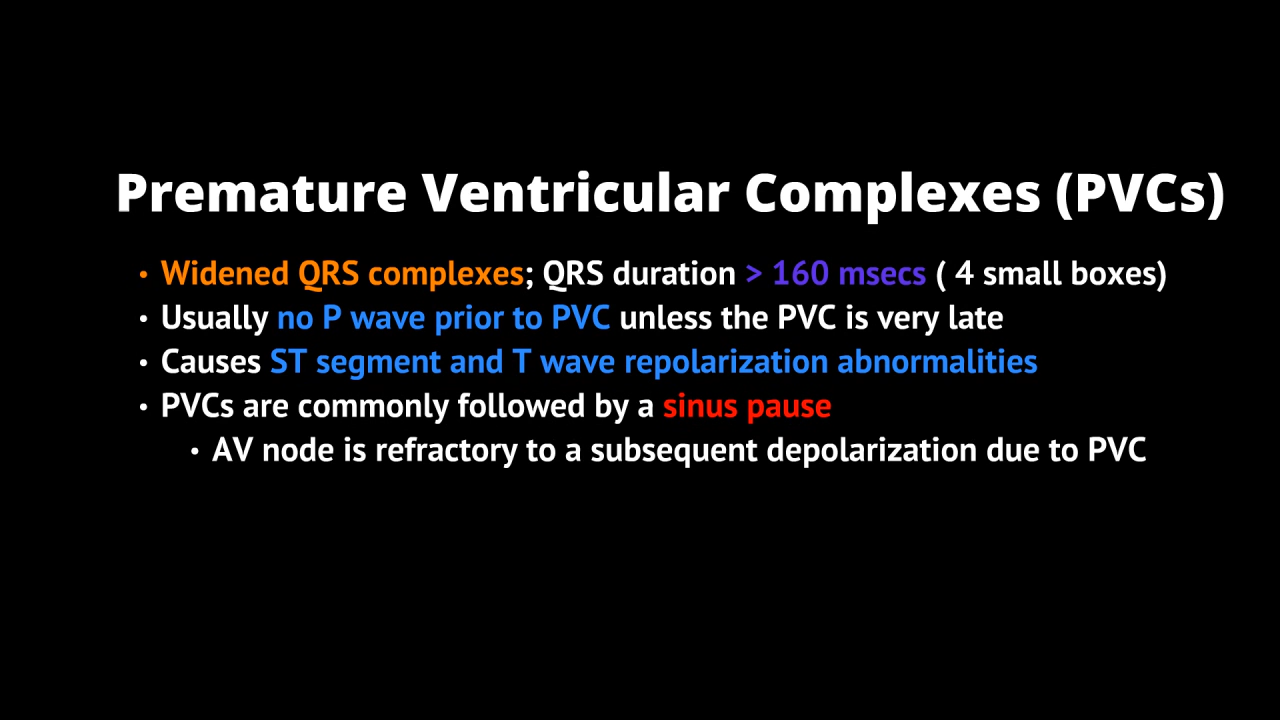 Premature Ventricular Complexes (PVCs)
• Widened QRS complexes; QRS duration > 160 msecs ( 4 small boxes)
• Usually no P wave prior to PVC unless the PVC is very late
• Causes ST segment and T wave repolarization abnormalities
• PVCs are commonly followed by a sinus pause
• AV node is refractory to a subsequent depolarization due to PVC